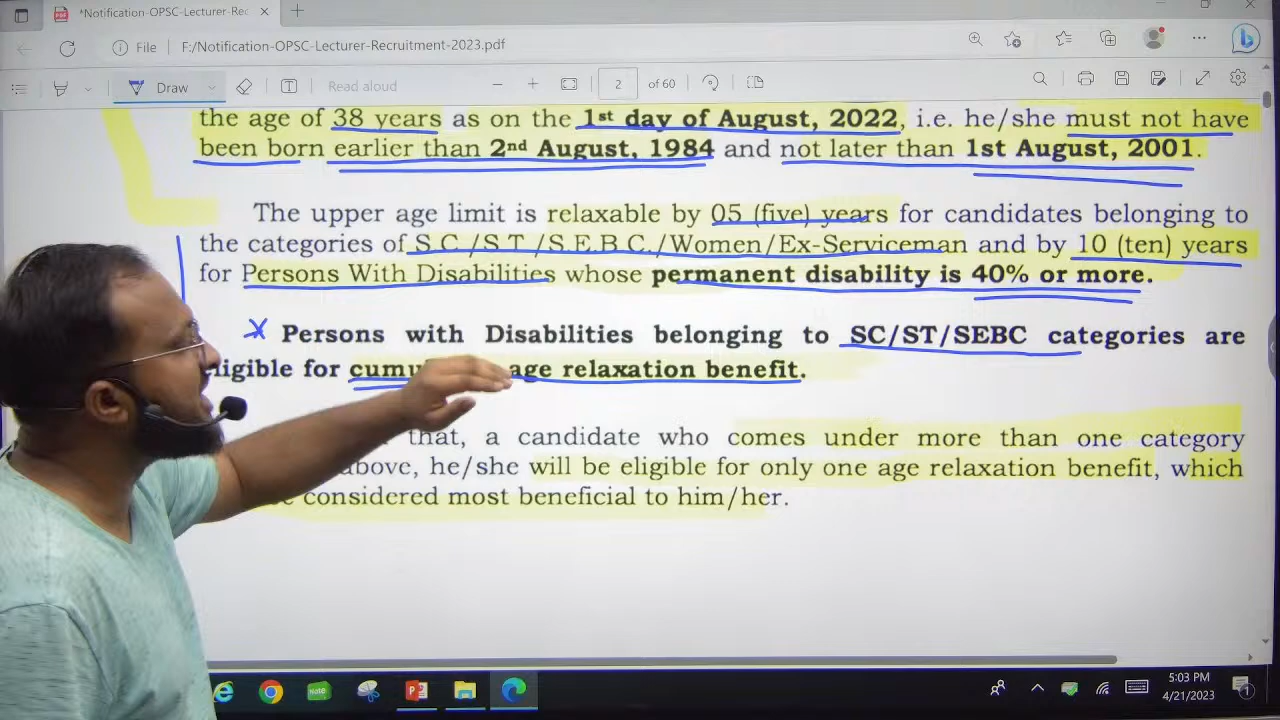 *Notification-OPSC-Lecturer-Rec
File F:/Notification-OPSC-Lecturer-Recruitment-2023.pdf
Draw Read aloud 2 of 60
the age of 38 years as on the 1st day of August, 2022, i.e. he/she must not have
been born earlier than 2nd August, 1984 and not later than 1st August, 2001.
The upper age limit is relaxable by 05 (five) years for candidates belonging to
the categories of S.C./S.T./S.E.B.C./Women/Ex-Serviceman and by 10 (ten) years
for Persons With Disabilities whose permanent disability is 40% or more.
Persons with Disabilities belonging to SC/ST/SEBC categories are
for age relaxation benefit.
that, a candidate who comes under more than one category
he/she will be eligible for only one age relaxation benefit, which
considered most beneficial to him/her.
5:03 PM
4/21/2023